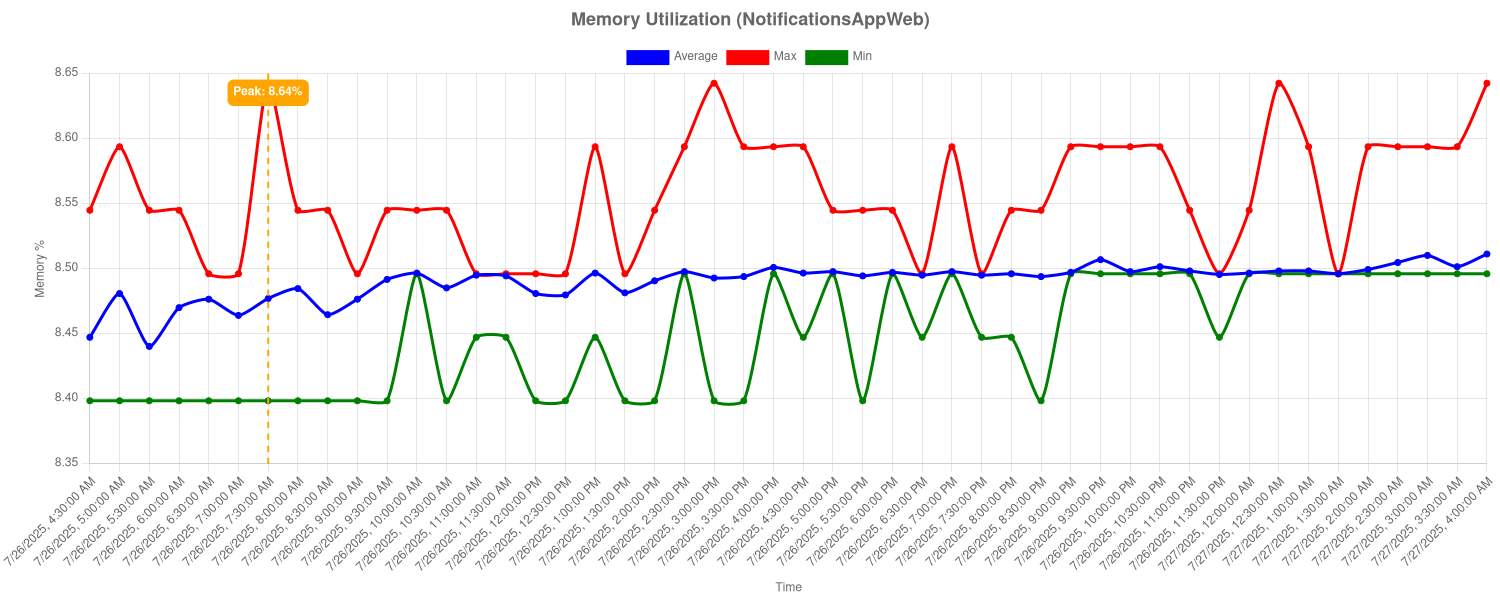 Memory Utilization (NotificationsAppWeb)
Average Max Min
8.65
Peak: 8.64%
8.60
8.55
8.50
8.45
8.40
8.35
Memory %
7/26/2025, 4:30:00 AM
7/26/2025, 5:00:00 AM
7/26/2025, 5:30:00 AM
7/26/2025, 6:00:00 AM
7/26/2025, 6:30:00 AM
7/26/2025, 7:00:00 AM
7/26/2025, 7:30:00 AM
7/26/2025, 8:00:00 AM
7/26/2025, 8:30:00 AM
7/26/2025, 9:00:00 AM
7/26/2025, 9:30:00 AM
7/26/2025, 10:00:00 AM
7/26/2025, 10:30:00 AM
7/26/2025, 11:00:00 AM
7/26/2025, 11:30:00 AM
7/26/2025, 12:00:00 PM
7/26/2025, 12:30:00 PM
7/26/2025, 1:00:00 PM
7/26/2025, 1:30:00 PM
7/26/2025, 2:00:00 PM
7/26/2025, 2:30:00 PM
7/26/2025, 3:00:00 PM
7/26/2025, 3:30:00 PM
7/26/2025, 4:00:00 PM
7/26/2025, 4:30:00 PM
7/26/2025, 5:00:00 PM
7/26/2025, 5:30:00 PM
7/26/2025, 6:00:00 PM
7/26/2025, 6:30:00 PM
7/26/2025, 7:00:00 PM
7/26/2025, 7:30:00 PM
7/26/2025, 8:00:00 PM
7/26/2025, 8:30:00 PM
7/26/2025, 9:00:00 PM
7/26/2025, 9:30:00 PM
7/26/2025, 10:00:00 PM
7/26/2025, 10:30:00 PM
7/26/2025, 11:00:00 PM
7/26/2025, 11:30:00 PM
7/27/2025, 12:00:00 AM
7/27/2025, 12:30:00 AM
7/27/2025, 1:00:00 AM
7/27/2025, 1:30:00 AM
7/27/2025, 2:00:00 AM
7/27/2025, 2:30:00 AM
7/27/2025, 3:00:00 AM
7/27/2025, 3:30:00 AM
7/27/2025, 4:00:00 AM
Time